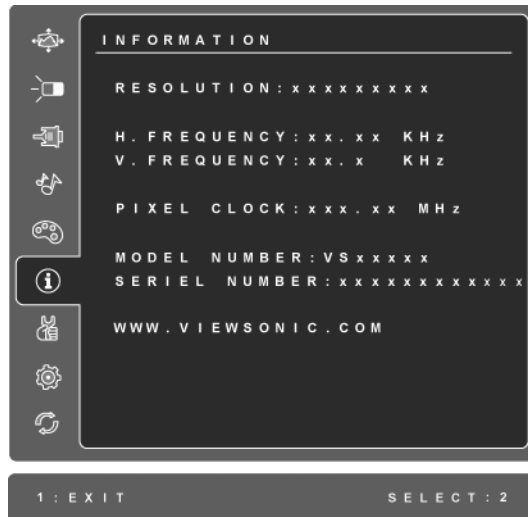 INFORMATION
RESOLUTION:xxxxxxxxx
H.FREQUENCY:xx.xx KHz
V.FREQUENCY:xx.x KHz
PIXEL CLOCK:xxx.xx MHz
MODEL NUMBER:VSxxxxx
SERIEL NUMBER:xxxxxxxxxxxx
WWW.VIEWSONIC.COM
1:EXIT SELECT:2